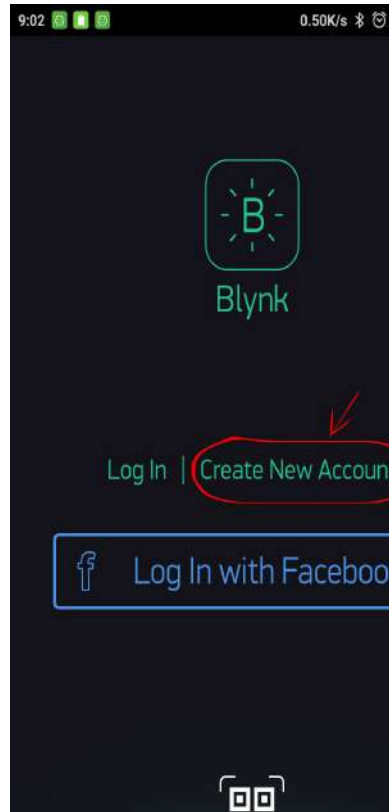 9:02 0.50K/s
B
Blynk
Log In | Create New Accoun
f Log In with Faceboo